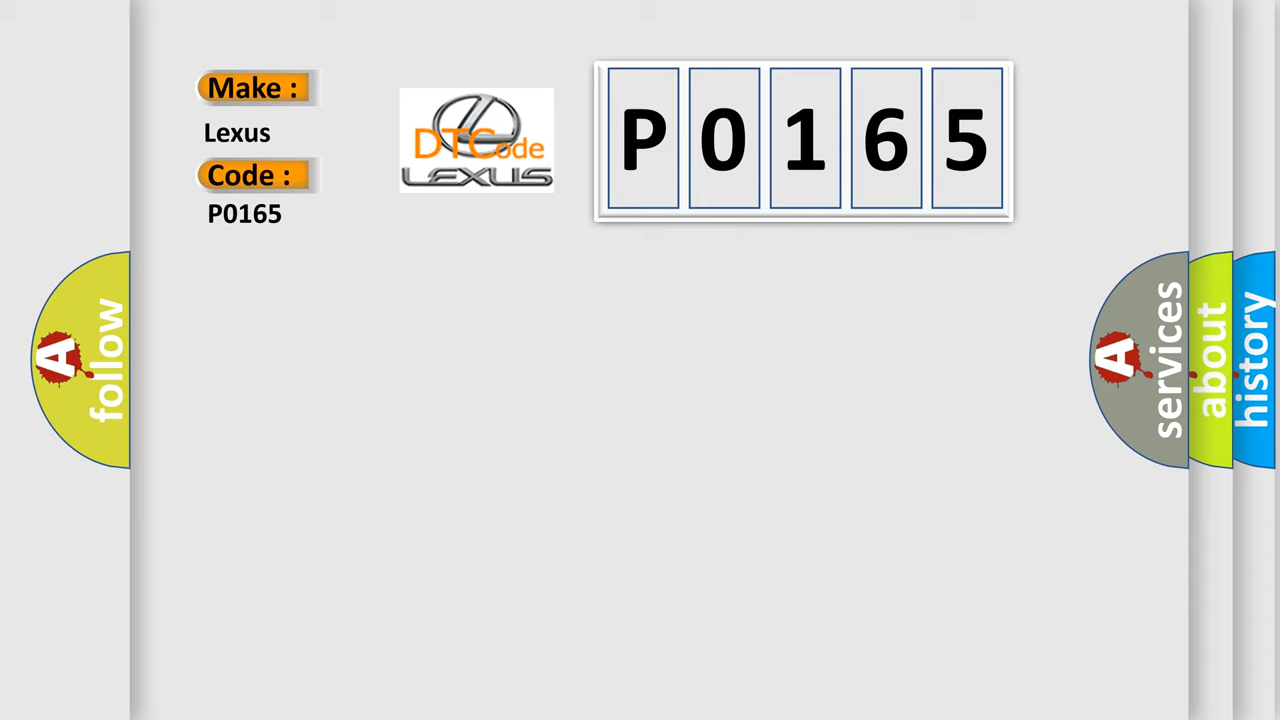 Make :
Lexus
Code :
P0165
DTCode
LEXUS
P 0 1 6 5
A follow
A services
about
history